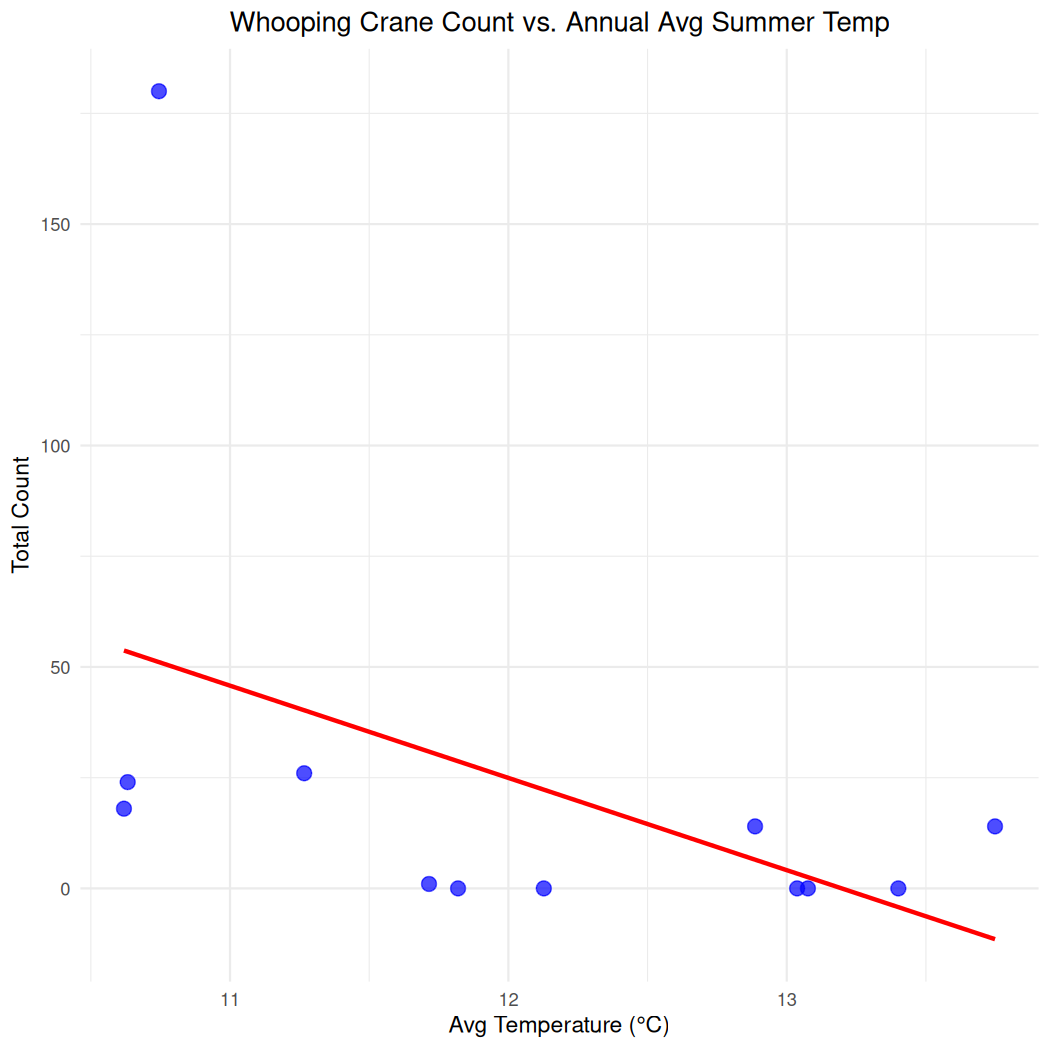 Whooping Crane Count vs. Annual Avg Summer Temp
Total Count
150
100
50
0
11 12 13
Avg Temperature (°C)